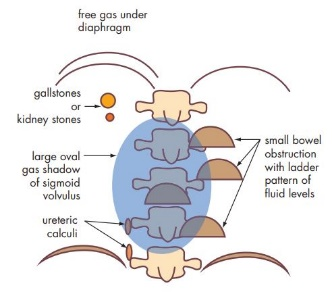 free gas under
diaphragm
gallstones
or
kidney stones
large oval
gas shadow
of sigmoid
volvulus
ureteric
calculi
small bowel
obstruction
with ladder
pattern of
fluid levels